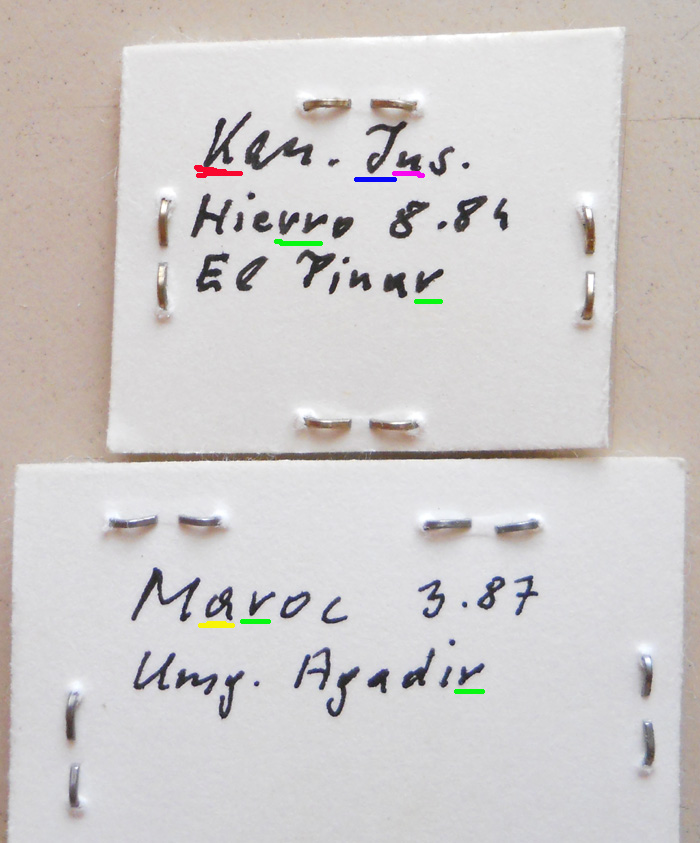 Kan. Ins.
Hierro 8.84
El Pinar
Maroc 3.87
Umg. Agadir